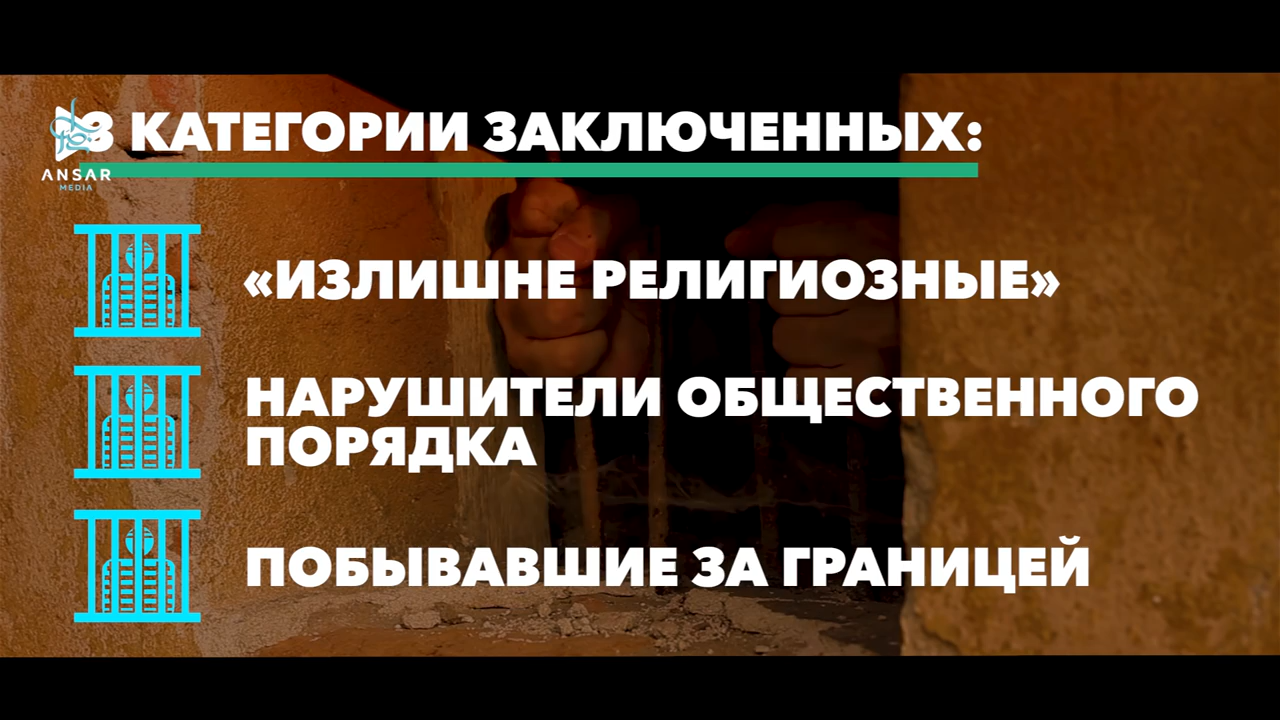 3 КАТЕГОРИИ ЗАКЛЮЧЕННЫХ:
ANSAR
MEDIA
«ИЗЛИШНЕ РЕЛИГИОЗНЫЕ»
НАРУШИТЕЛИ ОБЩЕСТВЕННОГО
ПОРЯДКА
ПОБЫВАВШИЕ ЗА ГРАНИЦЕЙ